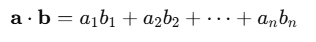 𝐚 · 𝐛 = a₁b₁ + a₂b₂ + ⋯ + aₙbₙ